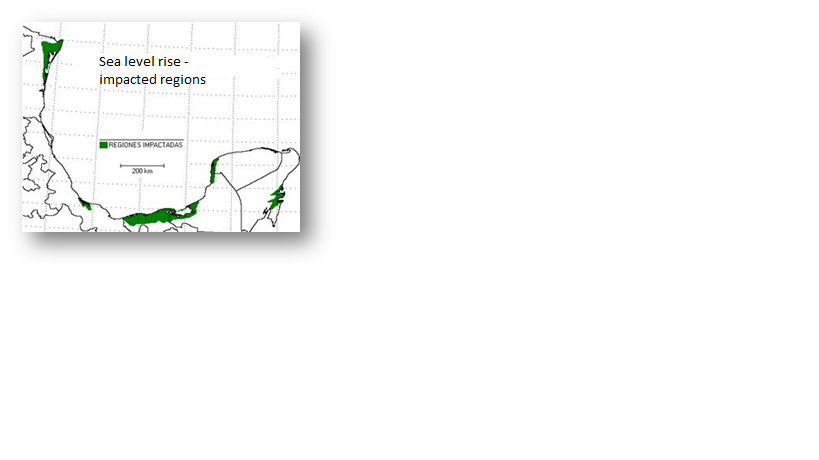 Sea level rise -
impacted regions
REGIONES IMPACTADAS
200 km